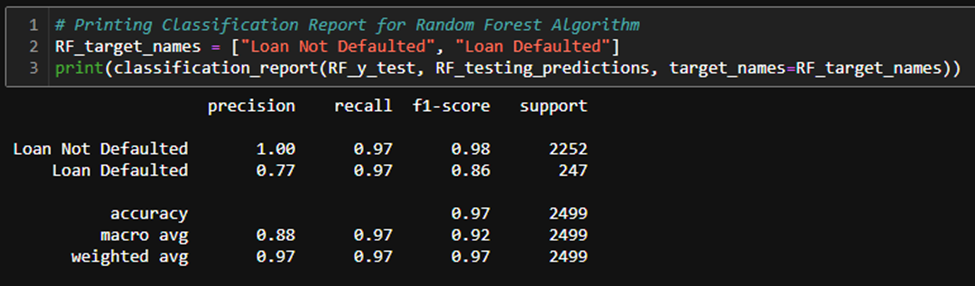 1 # Printing Classification Report for Random Forest Algorithm
2 RF_target_names = ["Loan Not Defaulted", "Loan Defaulted"]
3 print(classification_report(RF_y_test, RF_testing_predictions, target_names=RF_target_names))
precision recall f1-score support
Loan Not Defaulted 1.00 0.97 0.98 2252
Loan Defaulted 0.77 0.97 0.86 247
accuracy 0.97 2499
macro avg 0.88 0.97 0.92 2499
weighted avg 0.97 0.97 0.97 2499